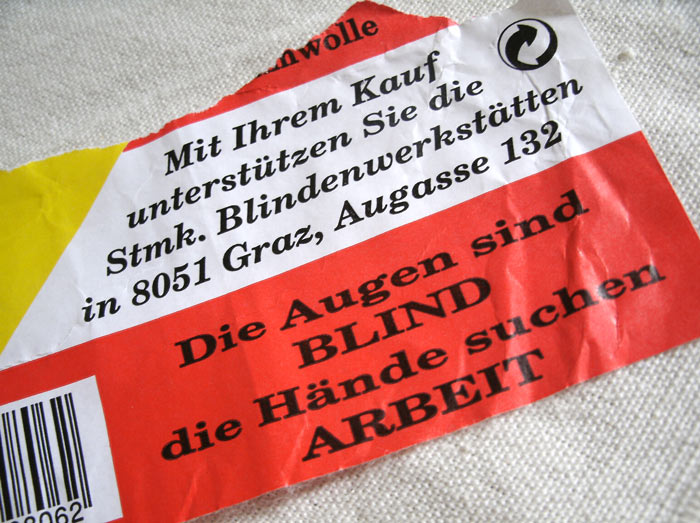 mwolle
Mit Ihrem Kauf
unterstützen Sie die
Stmk. Blindenwerkstätten
in 8051 Graz, Augasse 132
Die Augen sind
BLIND
die Hände suchen
ARBEIT